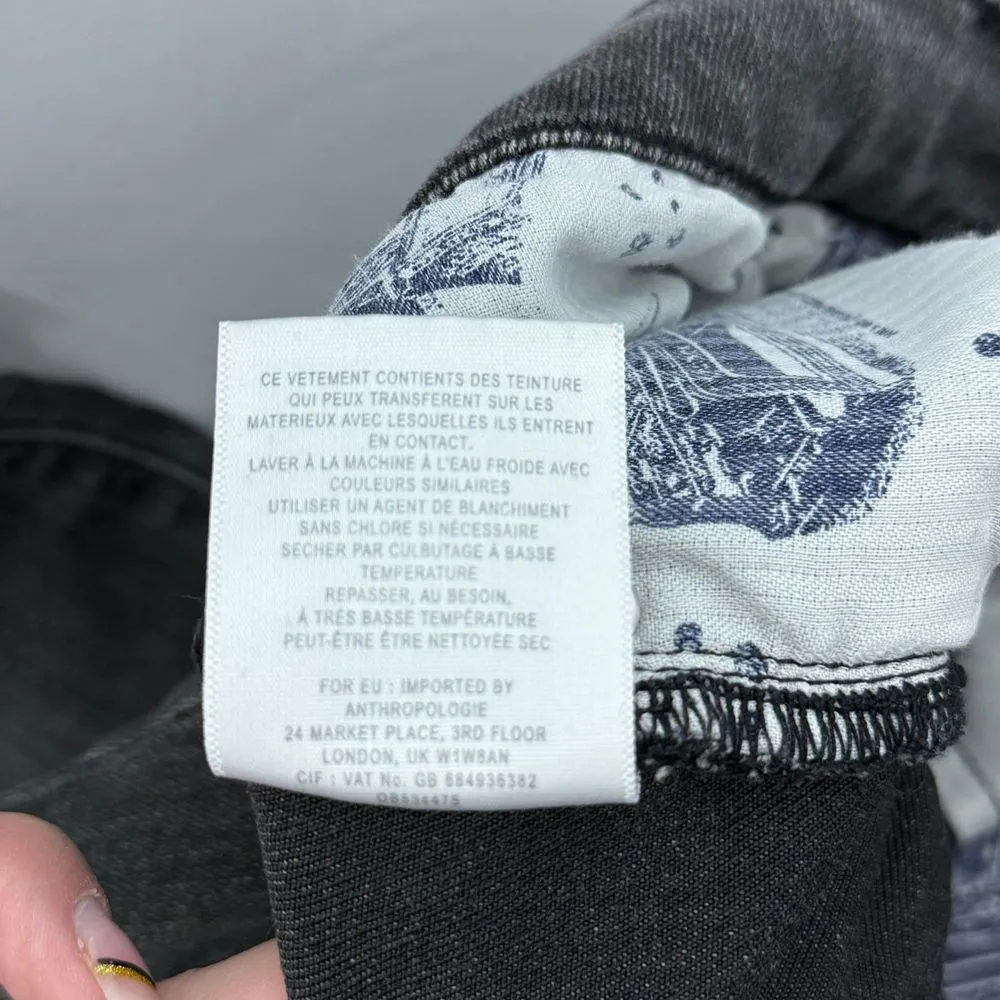 CE VETEMENT CONTIENTS DES TEINTURE
QUI PEUX TRANSFERENT SUR LES
MATERIEUX AVEC LESQUELLES ILS ENTRENT
EN CONTACT.
LAVER À LA MACHINE À L'EAU FROIDE AVEC
COULEURS SIMILAIRES
UTILISER UN AGENT DE BLANCHIMENT
SANS CHLORE SI NÉCESSAIRE
SECHER PAR CULBUTAGE À BASSE
TEMPERATURE
REPASSER, AU BESOIN,
À TRÉS BASSE TEMPÉRATURE
PEUT-ÊTRE ÊTRE NETTOYÉE SEC
FOR EU : IMPORTED BY
ANTHROPOLOGIE
24 MARKET PLACE, 3RD FLOOR
LONDON, UK W1W8AN
CIF : VAT No. GB 684936382
OB534475